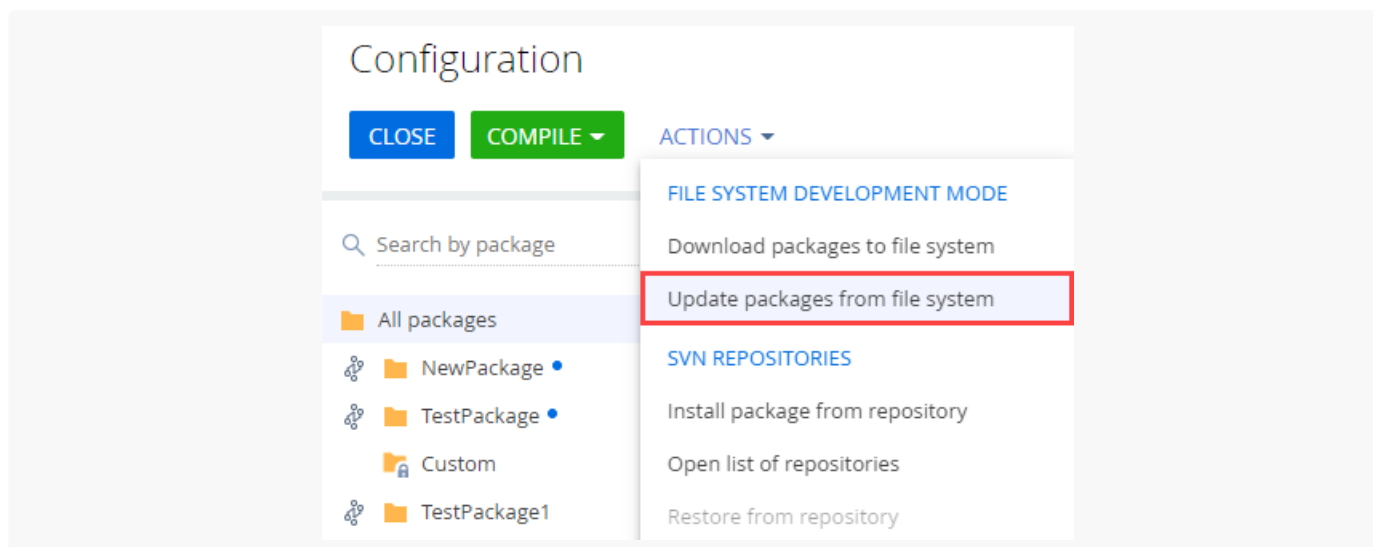 Configuration
CLOSE
COMPILE
ACTIONS
FILE SYSTEM DEVELOPMENT MODE
Search by package
Download packages to file system
Update packages from file system
All packages
NewPackage
SVN REPOSITORIES
TestPackage
Install package from repository
Custom
Open list of repositories
TestPackage1
Restore from repository